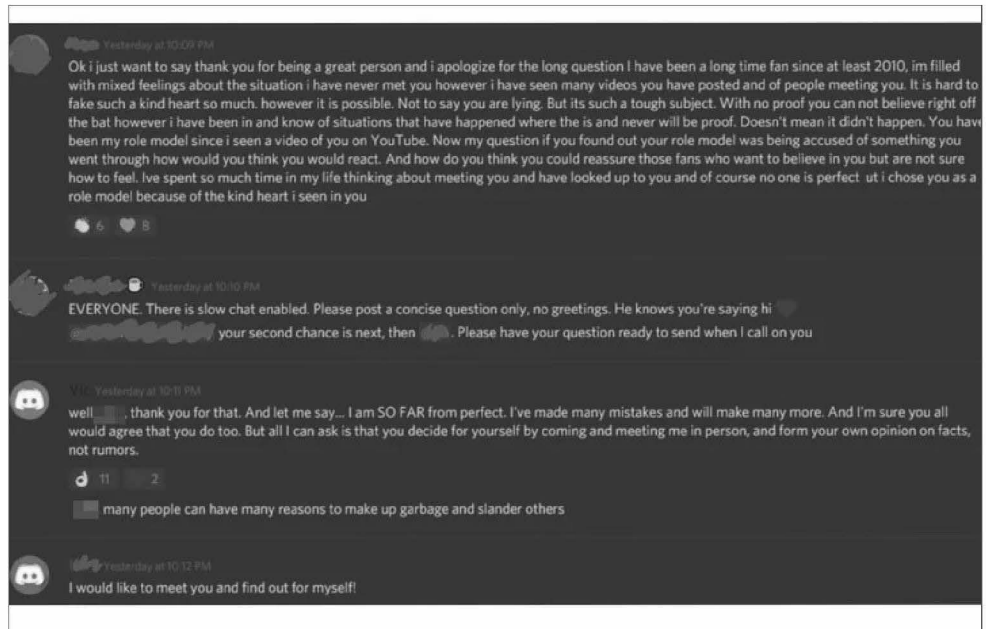 Yesterday at 10:09 PM
Ok i just want to say thank you for being a great person and i apologize for the long question I have been a long time fan since at least 2010, im filled
with mixed feelings about the situation i have never met you however i have seen many videos you have posted and of people meeting you. It is hard to
fake such a kind heart so much. however it is possible. Not to say you are lying. But its such a tough subject. With no proof you can not believe right off
the bat however i have been in and know of situations that have happened where the is and never will be proof. Doesn't mean it didn't happen. You have
been my role model since i seen a video of you on YouTube. Now my question if you found out your role model was being accused of something you
went through how would you think you would react. And how do you think you could reassure those fans who want to believe in you but are not sure
how to feel. Ive spent so much time in my life thinking about meeting you and have looked up to you and of course no one is perfect ut i chose you as a
role model because of the kind heart i seen in you
6 8
Yesterday at 10:10 PM
EVERYONE. There is slow chat enabled. Please post a concise question only, no greetings. He knows you're saying hi
@ your second chance is next, then . Please have your question ready to send when I call on you
Yesterday at 10:11 PM
well , thank you for that. And let me say... I am SO FAR from perfect. I've made many mistakes and will make many more. And I'm sure you all
would agree that you do too. But all I can ask is that you decide for yourself by coming and meeting me in person, and form your own opinion on facts,
not rumors.
11 2
many people can have many reasons to make up garbage and slander others
Yesterday at 10:12 PM
I would like to meet you and find out for myself!